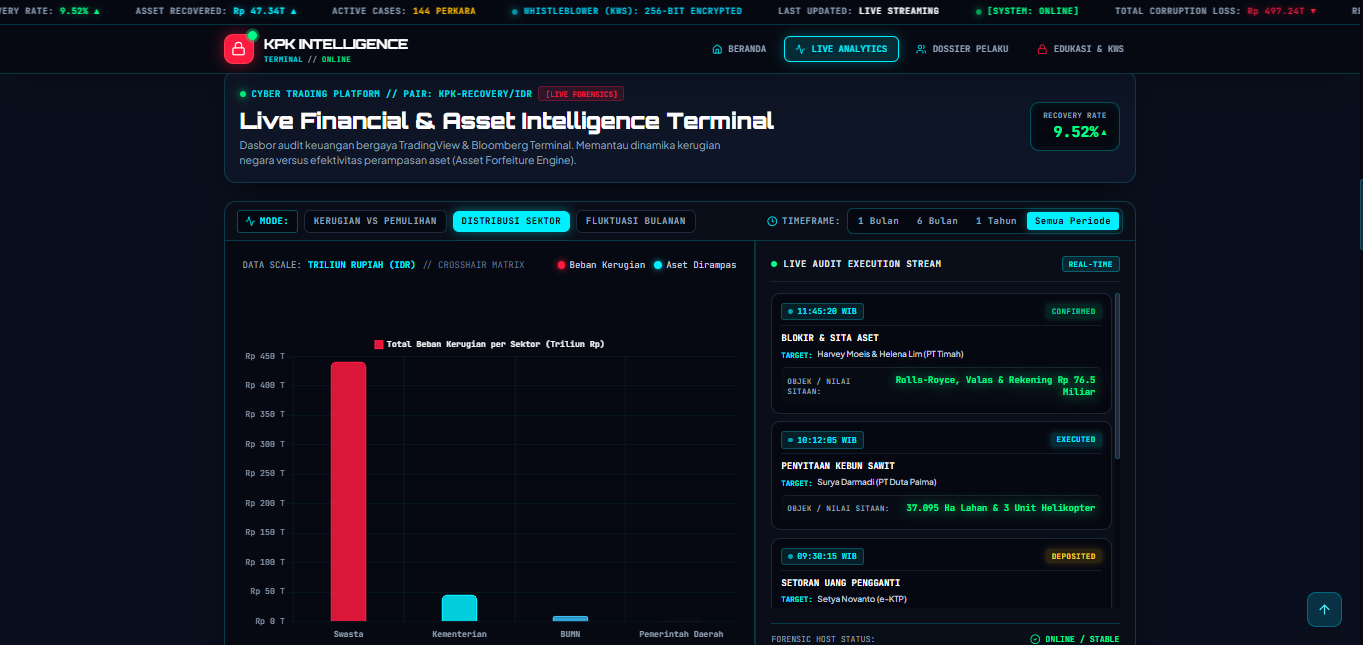 VERY RATE: 9.52% ▲ ASSET RECOVERED: Rp 47.34T ▲ ACTIVE CASES: 144 PERKARA ● WHISTLEBLOWER (KWS): 256-BIT ENCRYPTED LAST UPDATED: LIVE STREAMING ● [SYSTEM: ONLINE] TOTAL CORRUPTION LOSS: Rp 497.24T ▼
KPK INTELLIGENCE
TERMINAL // ONLINE
BERANDA LIVE ANALYTICS DOSSIER PELAKU EDUKASI & KWS
CYBER TRADING PLATFORM // PAIR: KPK-RECOVERY/IDR [LIVE FORENSICS]
Live Financial & Asset Intelligence Terminal
Dasbor audit keuangan bergaya TradingView & Bloomberg Terminal. Memantau dinamika kerugian
negara versus efektivitas perampasan aset (Asset Forfeiture Engine).
RECOVERY RATE
9.52%▲
MODE: KERUGIAN VS PEMULIHAN DISTRIBUSI SEKTOR FLUKTUASI BULANAN
TIMEFRAME: 1 Bulan 6 Bulan 1 Tahun Semua Periode
DATA SCALE: TRILIUN RUPIAH (IDR) // CROSSHAIR MATRIX
Beban Kerugian Aset Dirampas
Total Beban Kerugian per Sektor (Triliun Rp)
Rp 450 T
Rp 400 T
Rp 350 T
Rp 300 T
Rp 250 T
Rp 200 T
Rp 150 T
Rp 100 T
Rp 50 T
Rp 0 T
Swasta Kementerian BUMN Pemerintah Daerah
LIVE AUDIT EXECUTION STREAM REAL-TIME
11:45:20 WIB CONFIRMED
BLOKIR & SITA ASET
TARGET: Harvey Moeis & Helena Lim (PT Timah)
OBJEK / NILAI SITAAN: Rolls-Royce, Valas & Rekening Rp 76.5 Miliar
10:12:05 WIB EXECUTED
PENYITAAN KEBUN SAWIT
TARGET: Surya Darmadi (PT Duta Palma)
OBJEK / NILAI SITAAN: 37.095 Ha Lahan & 3 Unit Helikopter
09:30:15 WIB DEPOSITED
SETORAN UANG PENGGANTI
TARGET: Setya Novanto (e-KTP)
FORENSIC HOST STATUS: ONLINE / STABLE